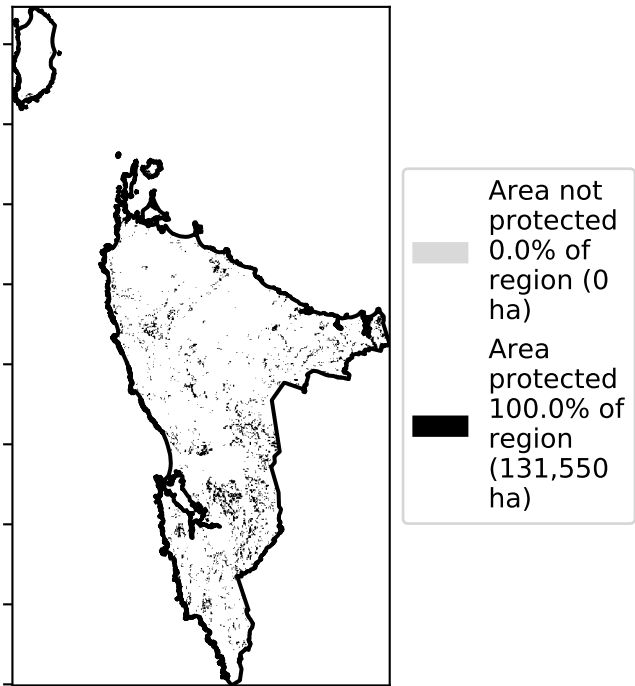 Area not
protected
0.0% of
region (0
ha)
Area
protected
100.0% of
region
(131,550
ha)